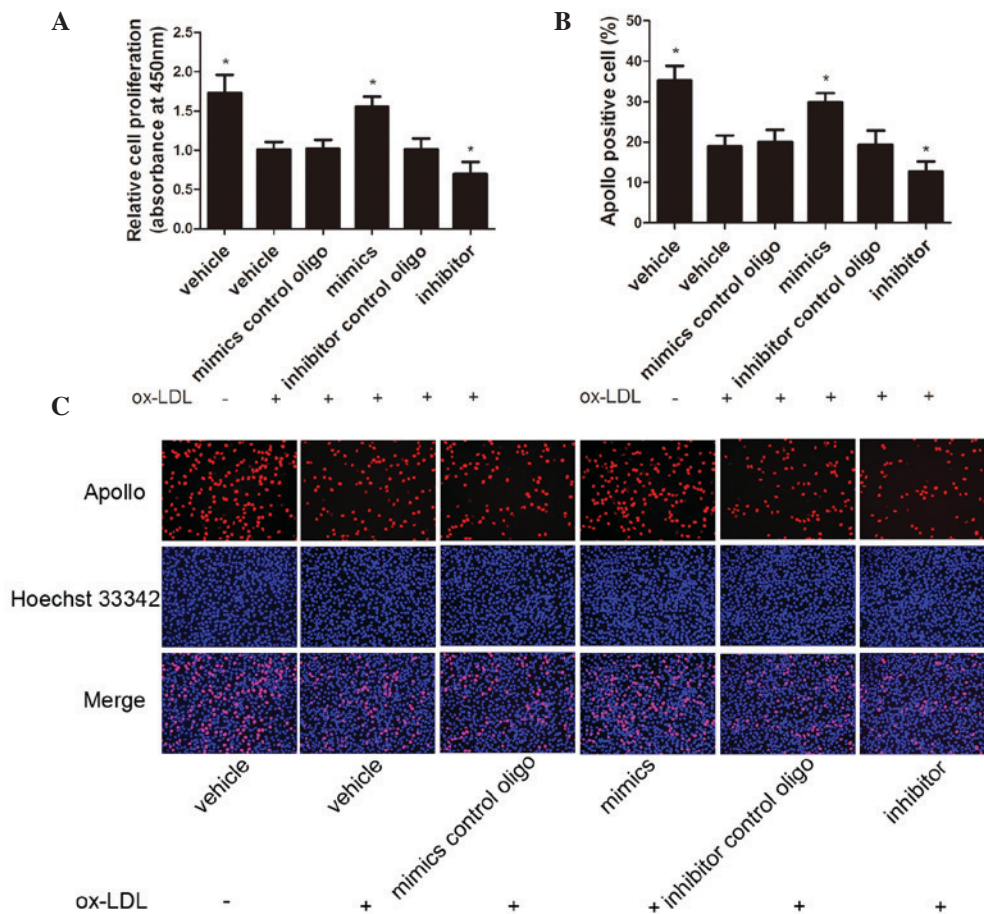 A
Relative cell proliferation
(absorbance at 450nm)
2.5
2.0
1.5
1.0
0.5
0.0
* * *
vehicle
vehicle
mimics control oligo
mimics
inhibitor control oligo
inhibitor
ox-LDL - + + + + +
B
Apollo positive cell (%)
50
40
30
20
10
0
* * *
vehicle
vehicle
mimics control oligo
mimics
inhibitor control oligo
inhibitor
ox-LDL - + + + + +
C
Apollo
Hoechst 33342
Merge
vehicle
vehicle
mimics control oligo
mimics
inhibitor control oligo
inhibitor
ox-LDL - + + + + +